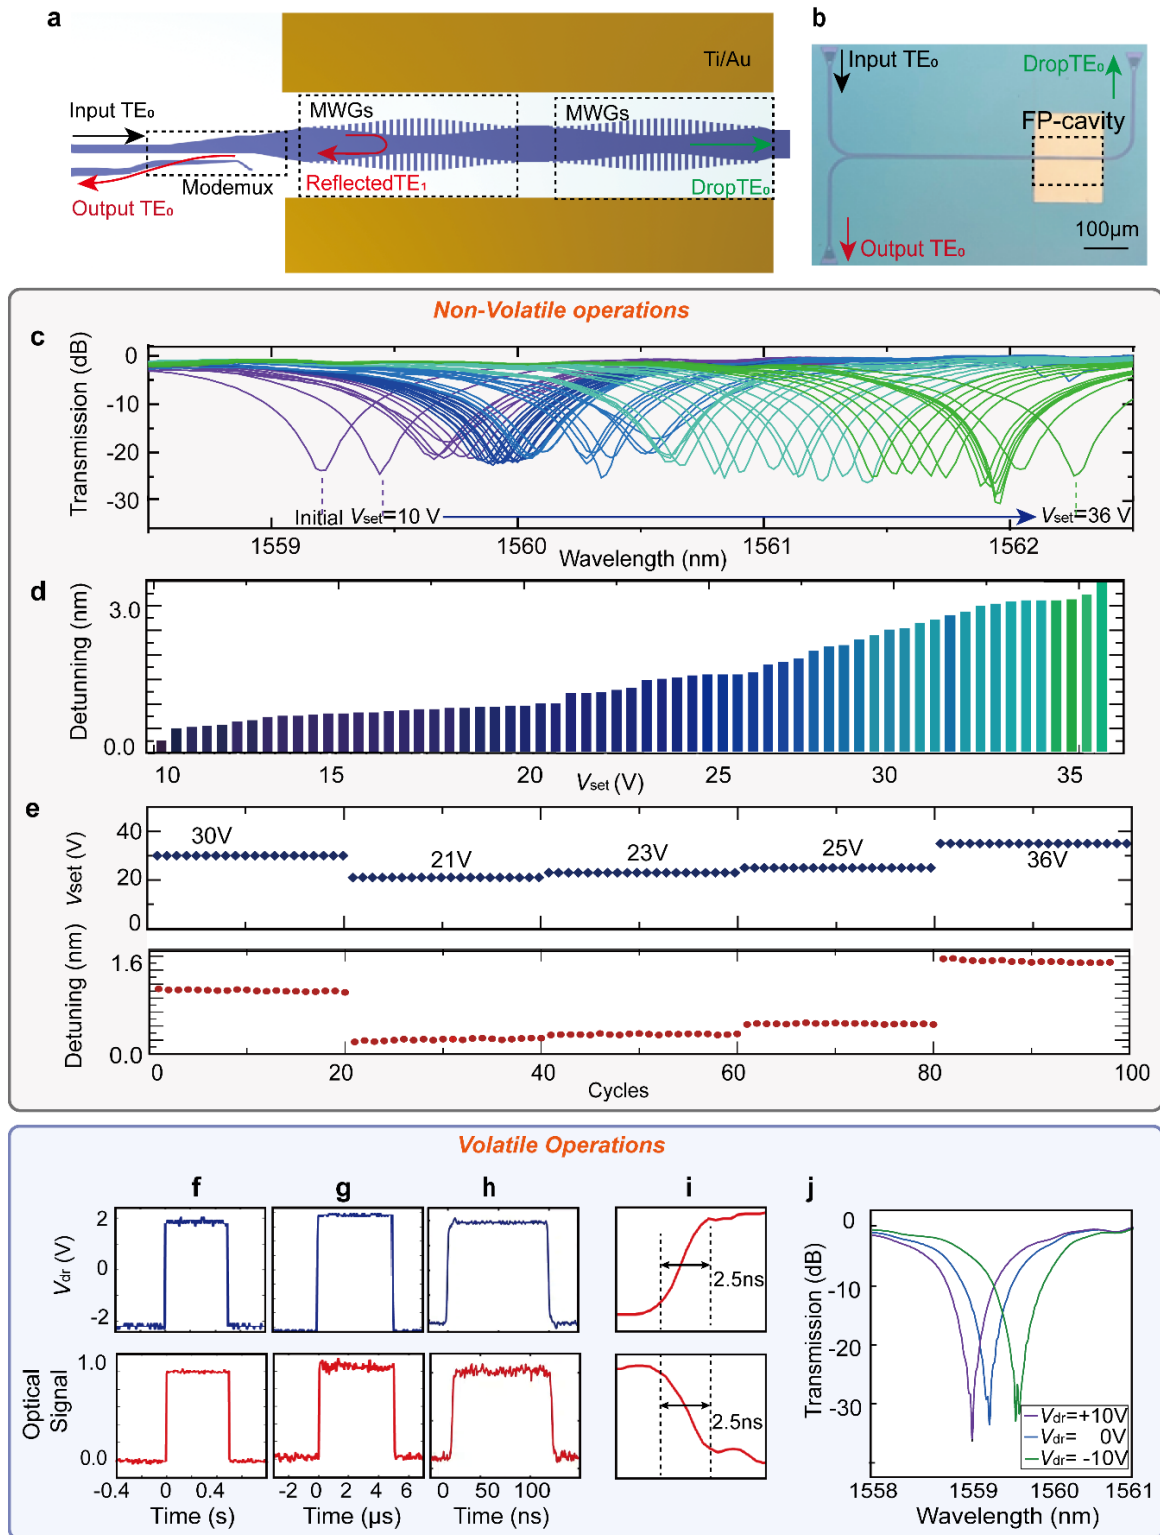 a
Ti/Au
Input TE₀
MWGs
MWGs
ReflectedTE₁
DropTE₀
Modemux
Output TE₀
b
Input TE₀
DropTE₀
FP-cavity
100μm
Output TE₀
Non-Volatile operations
c
Transmission (dB)
0
-10
-20
-30
Initial Vset=10 V
Vset=36 V
1559
1560
1561
1562
Wavelength (nm)
d
Detunning (nm)
3.0
0.0
10
15
20
25
30
35
Vset (V)
e
Vset (V)
40
20
0
30V
21V
23V
25V
36V
Detuning (nm)
1.6
0.0
0
20
40
60
80
100
Cycles
Volatile Operations
f
g
h
i
j
Vdr (V)
2
0
-2
2.5ns
Optical
Signal
1.0
0.0
2.5ns
-0.4
0
0.4
Time (s)
-2
0
2
4
6
Time (μs)
0
50
100
Time (ns)
Transmission (dB)
0
-10
-20
-30
Vdr=+10V
Vdr= 0V
Vdr= -10V
1558
1559
1560
1561
Wavelength (nm)